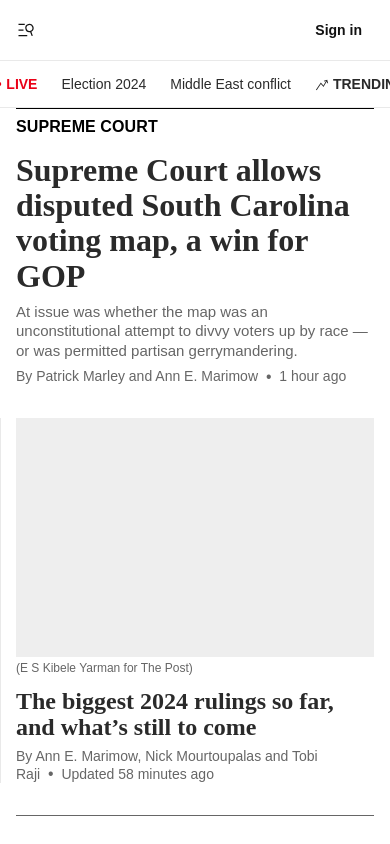 Sign in
LIVE Election 2024 Middle East conflict TRENDIN
SUPREME COURT
Supreme Court allows
disputed South Carolina
voting map, a win for
GOP
At issue was whether the map was an
unconstitutional attempt to divvy voters up by race —
or was permitted partisan gerrymandering.
By Patrick Marley and Ann E. Marimow • 1 hour ago
(E S Kibele Yarman for The Post)
The biggest 2024 rulings so far,
and what’s still to come
By Ann E. Marimow, Nick Mourtoupalas and Tobi
Raji • Updated 58 minutes ago